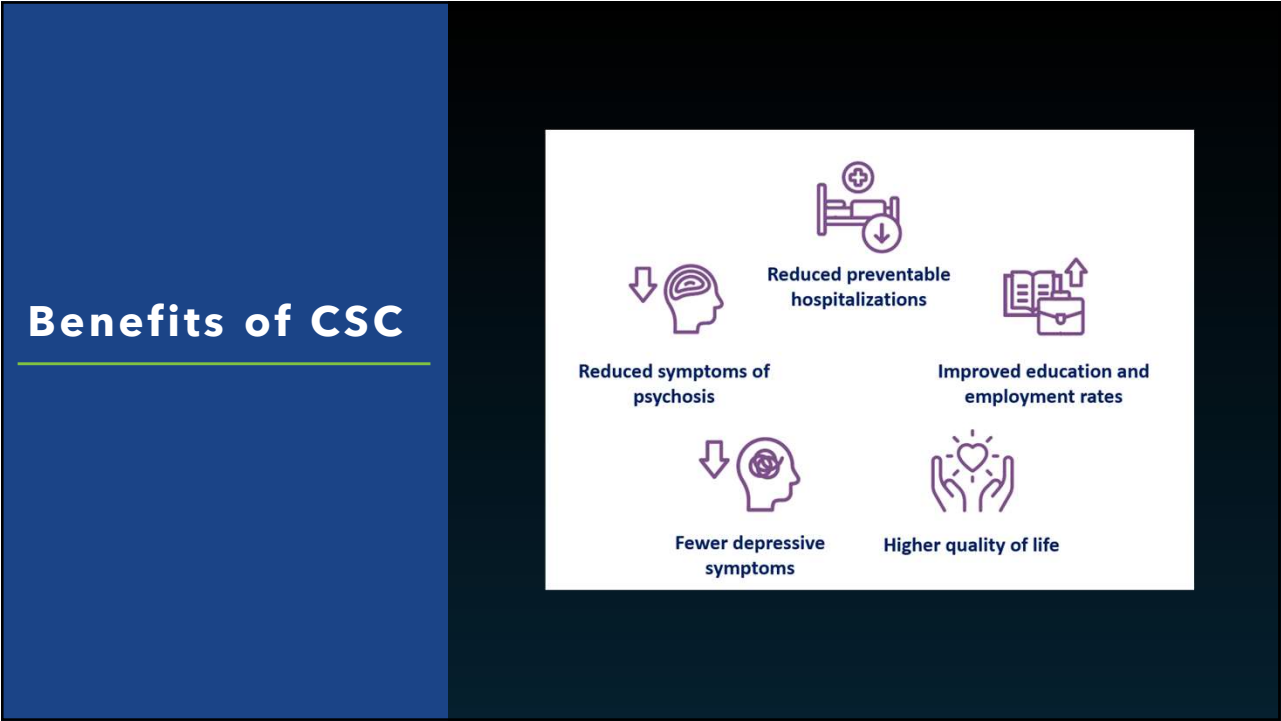 Benefits of CSC
Reduced preventable
hospitalizations
Reduced symptoms of
psychosis
Improved education and
employment rates
Fewer depressive
symptoms
Higher quality of life